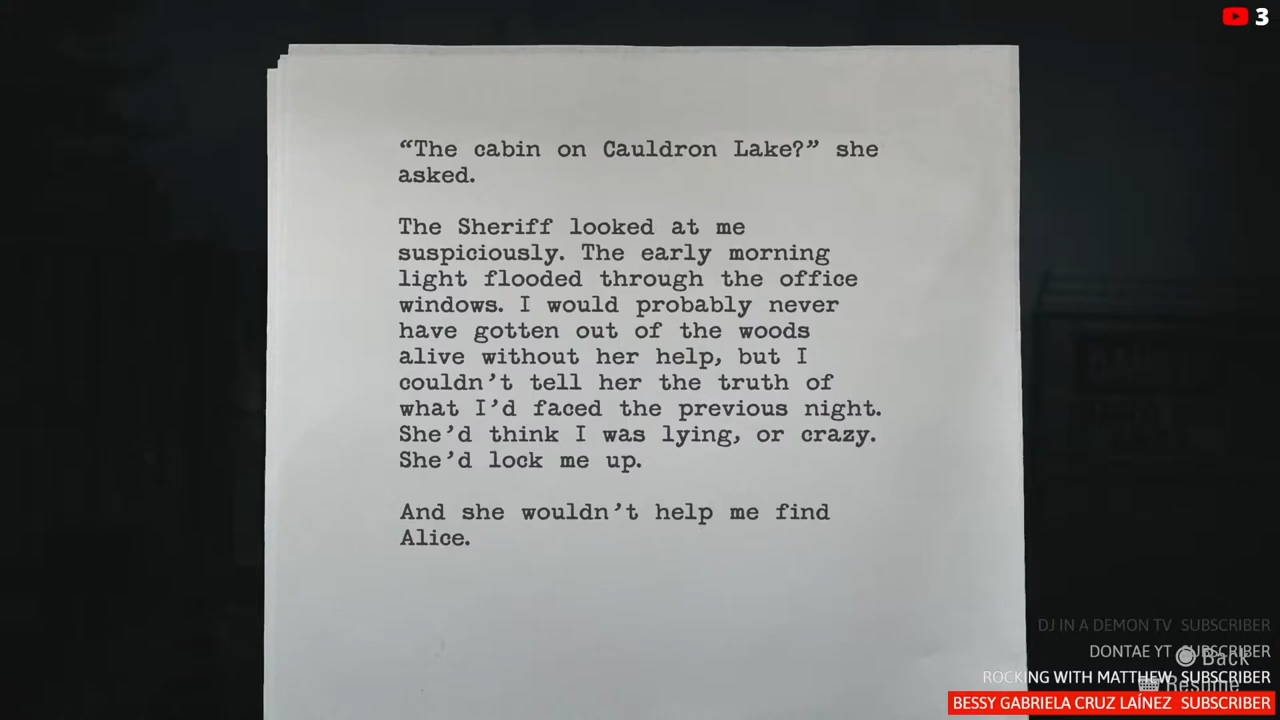 3
“The cabin on Cauldron Lake?” she
asked.
The Sheriff looked at me
suspiciously. The early morning
light flooded through the office
windows. I would probably never
have gotten out of the woods
alive without her help, but I
couldn’t tell her the truth of
what I’d faced the previous night.
She’d think I was lying, or crazy.
She’d lock me up.
And she wouldn’t help me find
Alice.
DJ IN A DEMON TV SUBSCRIBER
DONTAE YT SUBSCRIBER
Back
ROCKING WITH MATTHEW SUBSCRIBER
Resume
BESSY GABRIELA CRUZ LAÍNEZ SUBSCRIBER